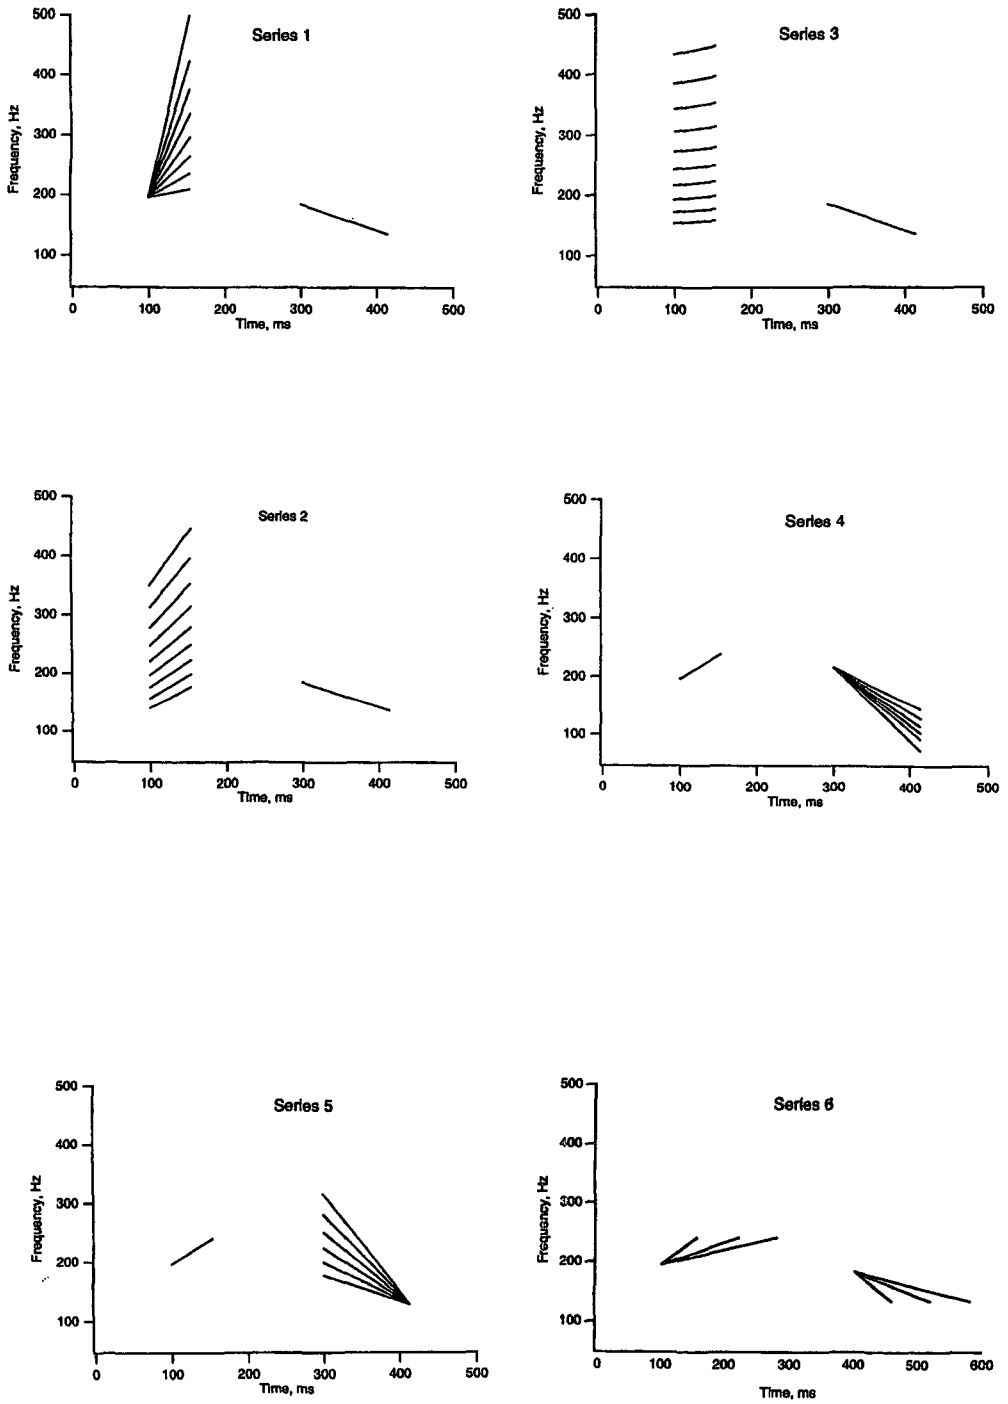 Series 1
500
400
300
200
100
Frequency, Hz
0 100 200 300 400 500
Time, ms
Series 3
500
400
300
200
100
Frequency, Hz
0 100 200 300 400 500
Time, ms
Series 2
500
400
300
200
100
Frequency, Hz
0 100 200 300 400 500
Time, ms
Series 4
500
400
300
200
100
Frequency, Hz
0 100 200 300 400 500
Time, ms
Series 5
500
400
300
200
100
Frequency, Hz
0 100 200 300 400 500
Time, ms
Series 6
500
400
300
200
100
Frequency, Hz
0 100 200 300 400 500 600
Time, ms